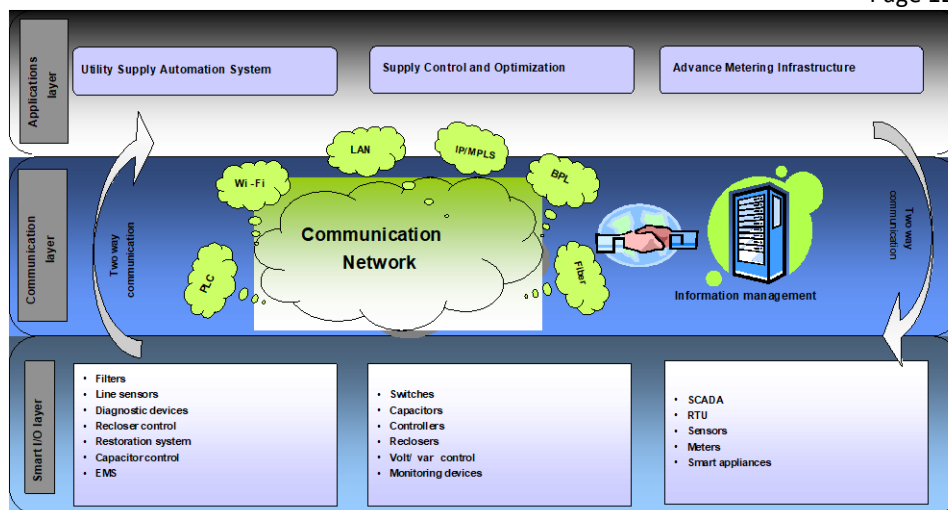 Applications
layer
Utility Supply Automation System
Supply Control and Optimization
Advance Metering Infrastructure
Communication
layer
Two way
communication
PLC
Wi -Fi
LAN
IP/MPLS
BPL
Fiber
Communication
Network
Information management
Two way
communication
Smart I/O layer
• Filters
• Line sensors
• Diagnostic devices
• Recloser control
• Restoration system
• Capacitor control
• EMS
• Switches
• Capacitors
• Controllers
• Reclosers
• Volt/ var control
• Monitoring devices
• SCADA
• RTU
• Sensors
• Meters
• Smart appliances